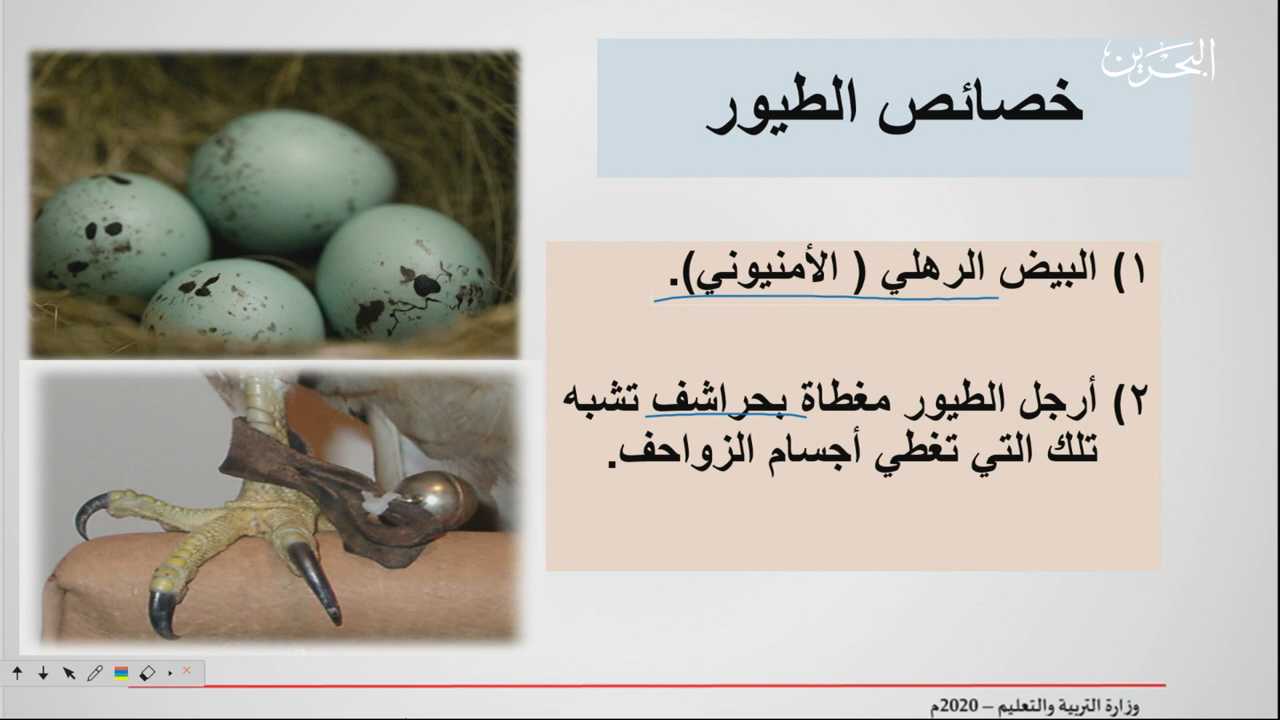 البحرين
خصائص الطيور
١) البيض الرهلي ( الأمنيوني).
٢) أرجل الطيور مغطاة بحراشف تشبه
تلك التي تغطي أجسام الزواحف.
وزارة التربية والتعليم – 2020م